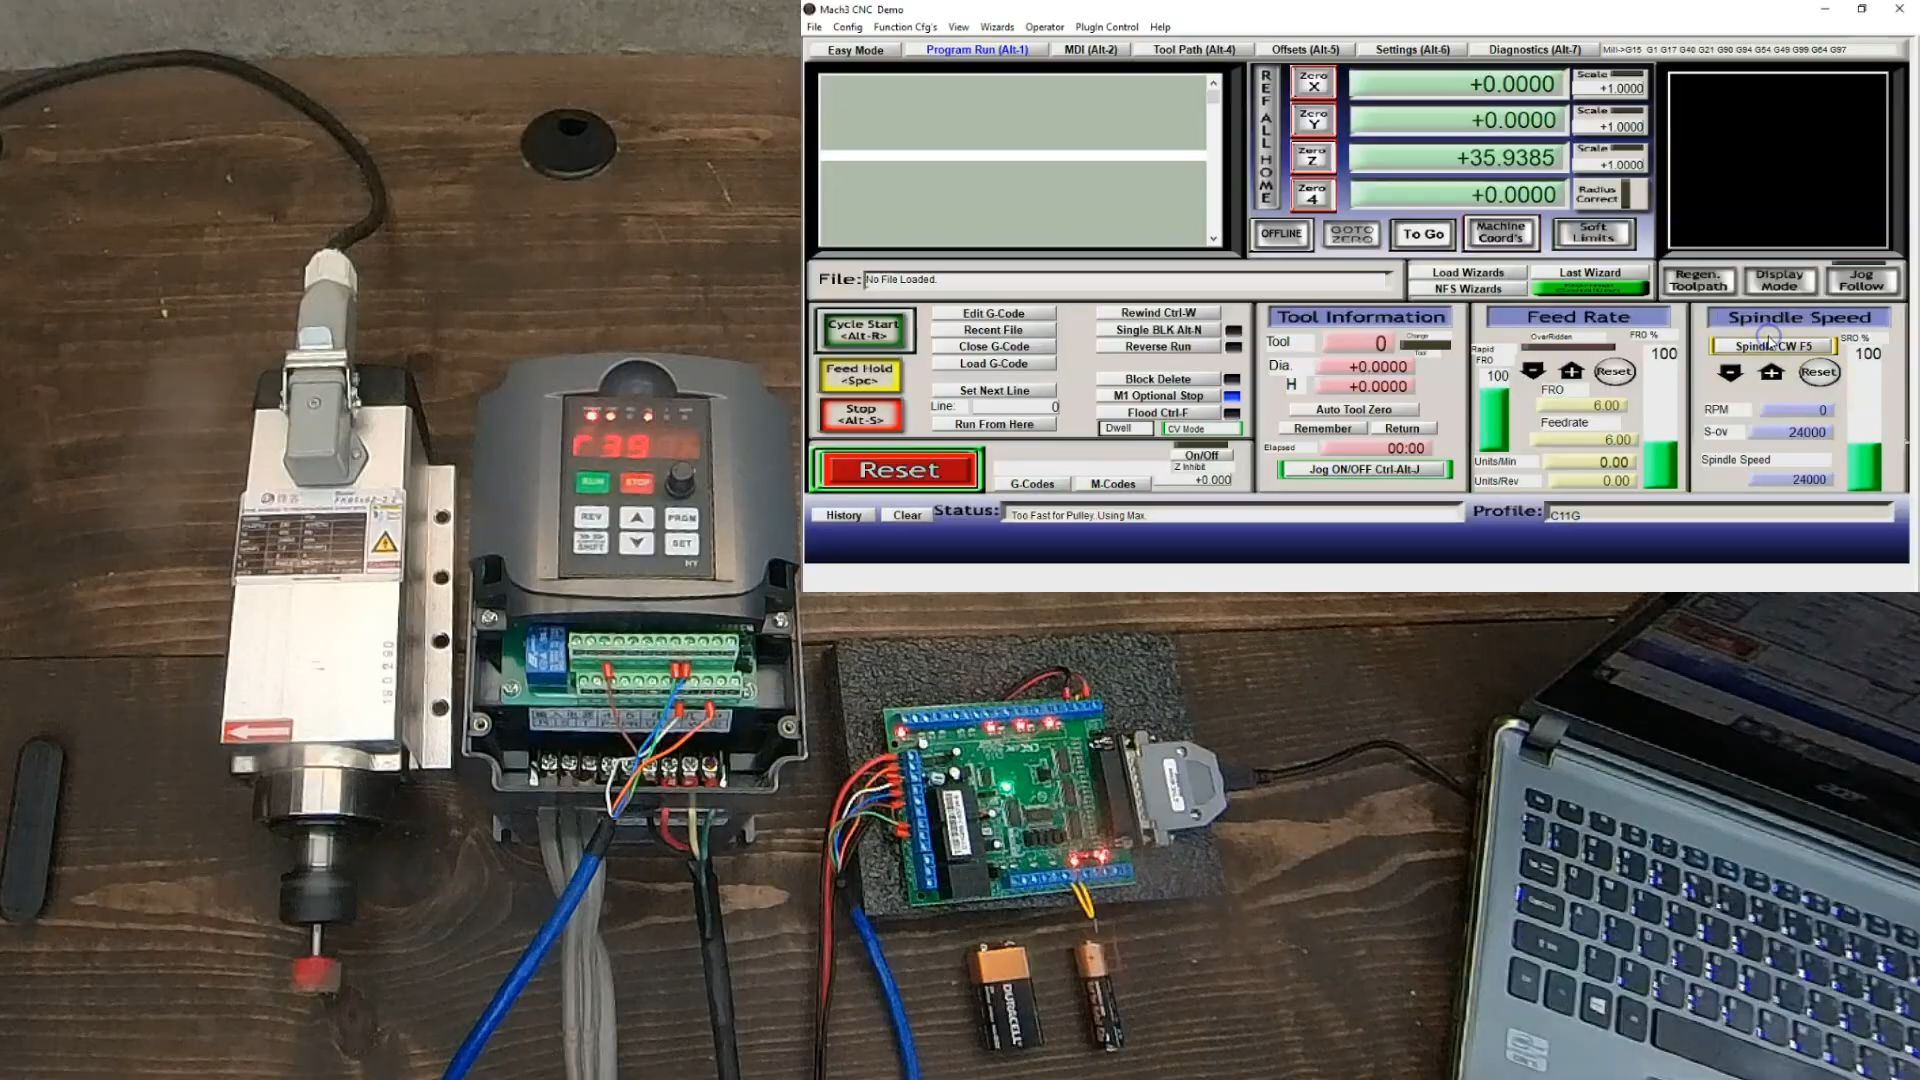 Mach3 CNC Demo
File Config Function Cfg's View Wizards Operator PlugIn Control Help
Easy Mode Program Run (Alt-1) MDI (Alt-2) Tool Path (Alt-4) Offsets (Alt-5) Settings (Alt-6) Diagnostics (Alt-7) Mill->G15 G1 G17 G40 G21 G90 G94 G54 G49 G99 G64 G97
REF ALL HOME
Zero X +0.0000 Scale +1.0000
Zero Y +0.0000 Scale +1.0000
Zero Z +35.9385 Scale +1.0000
Zero 4 +0.0000 Radius Correct
OFFLINE GOTO ZERO To Go Machine Coord's Soft Limits
File: No File Loaded.
Load Wizards Last Wizard
NFS Wizards
Regen. Toolpath Display Mode Jog Follow
Cycle Start <Alt-R>
Feed Hold <Spc>
Stop <Alt-S>
Reset
Edit G-Code
Recent File
Close G-Code
Load G-Code
Set Next Line
Line: 0
Run From Here
Rewind Ctrl-W
Single BLK Alt-N
Reverse Run
Block Delete
M1 Optional Stop
Flood Ctrl-F
Dwell CV Mode
On/Off
Z Inhibit
+0.000
G-Codes M-Codes
Tool Information
Tool 0 Change Tool
Dia. +0.0000
H +0.0000
Auto Tool Zero
Remember Return
Elapsed 00:00
Jog ON/OFF Ctrl-Alt-J
Feed Rate
OverRidden FRO %
Rapid FRO 100 Reset 100
FRO
6.00
Feedrate
6.00
Units/Min 0.00
Units/Rev 0.00
Spindle Speed
Spindle CW F5 SRO %
Reset 100
RPM 0
S-ov 24000
Spindle Speed
24000
History Clear Status: Too Fast for Pulley..Using Max. Profile: C11G
RUN STOP
REV PRGM
SHIFT SET
HY
190290
DURACELL
acer